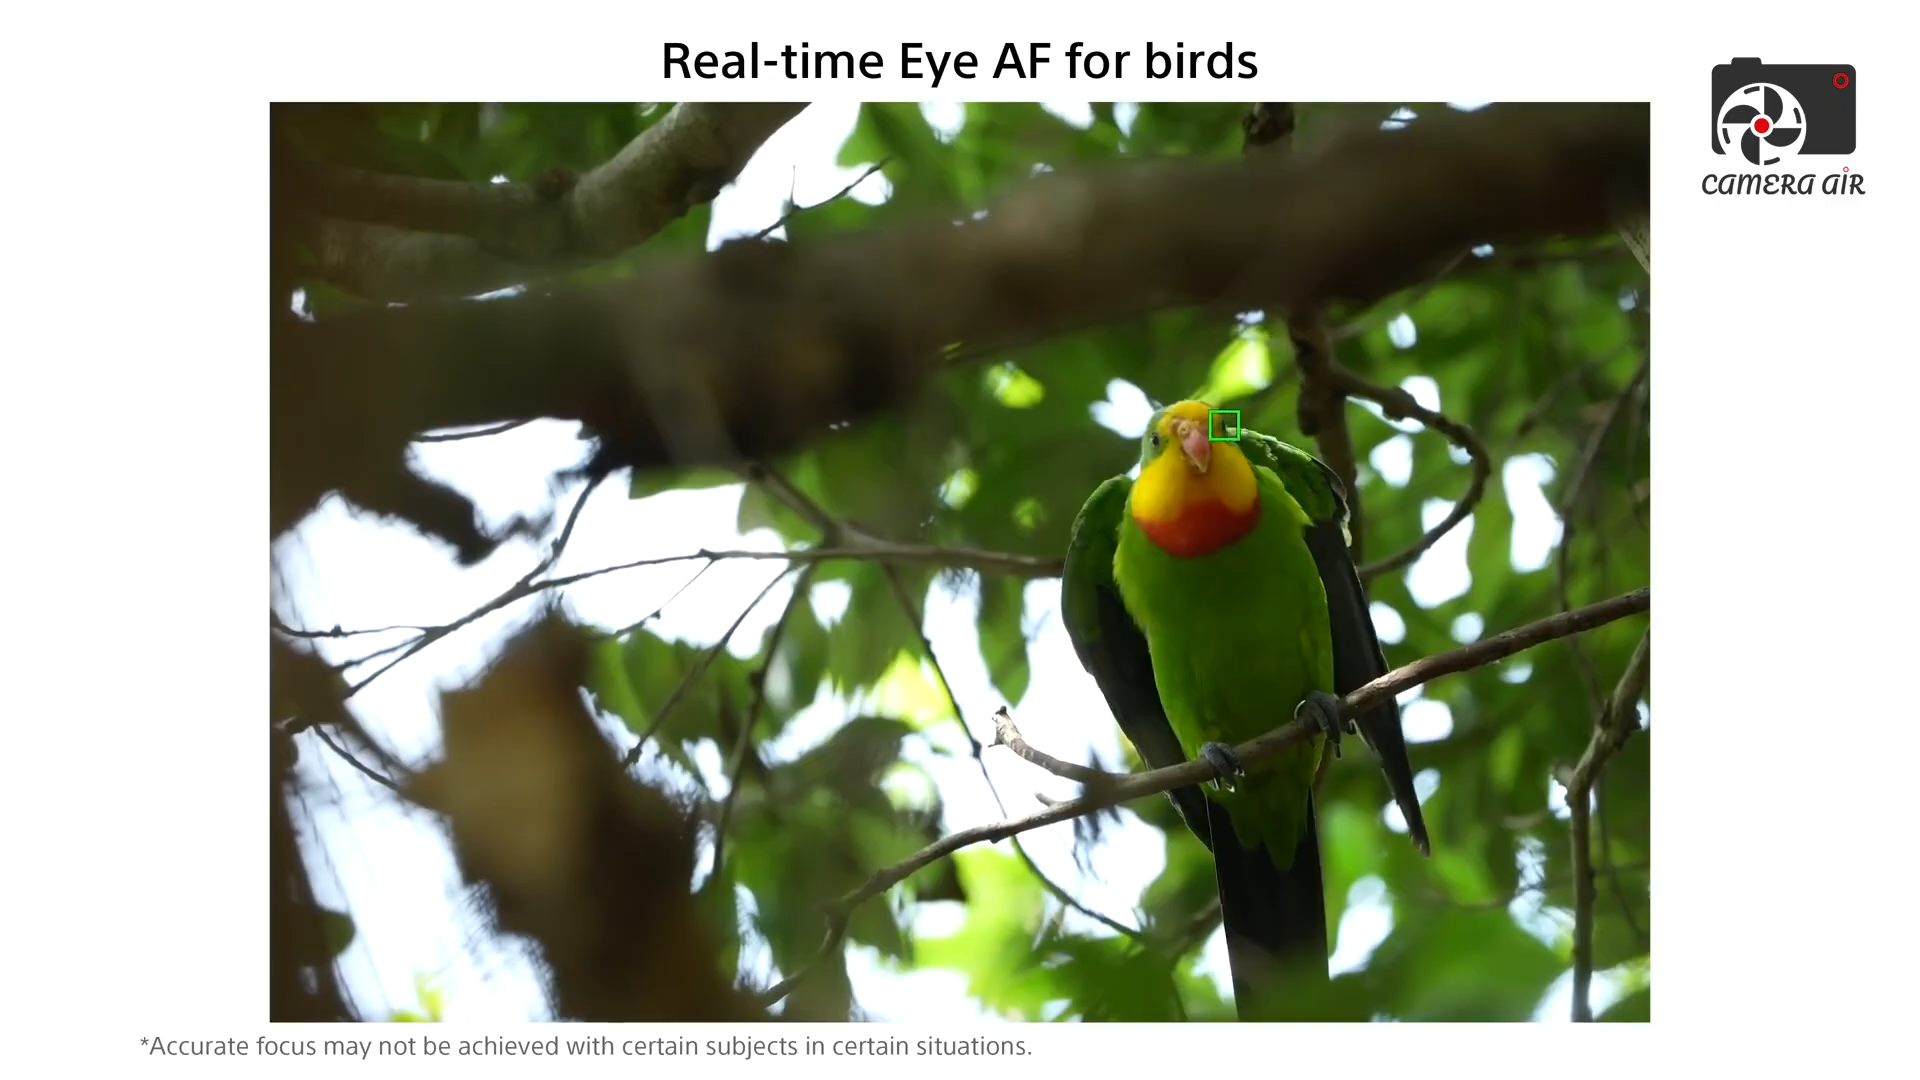 Real-time Eye AF for birds
CAMERA AIR
*Accurate focus may not be achieved with certain subjects in certain situations.